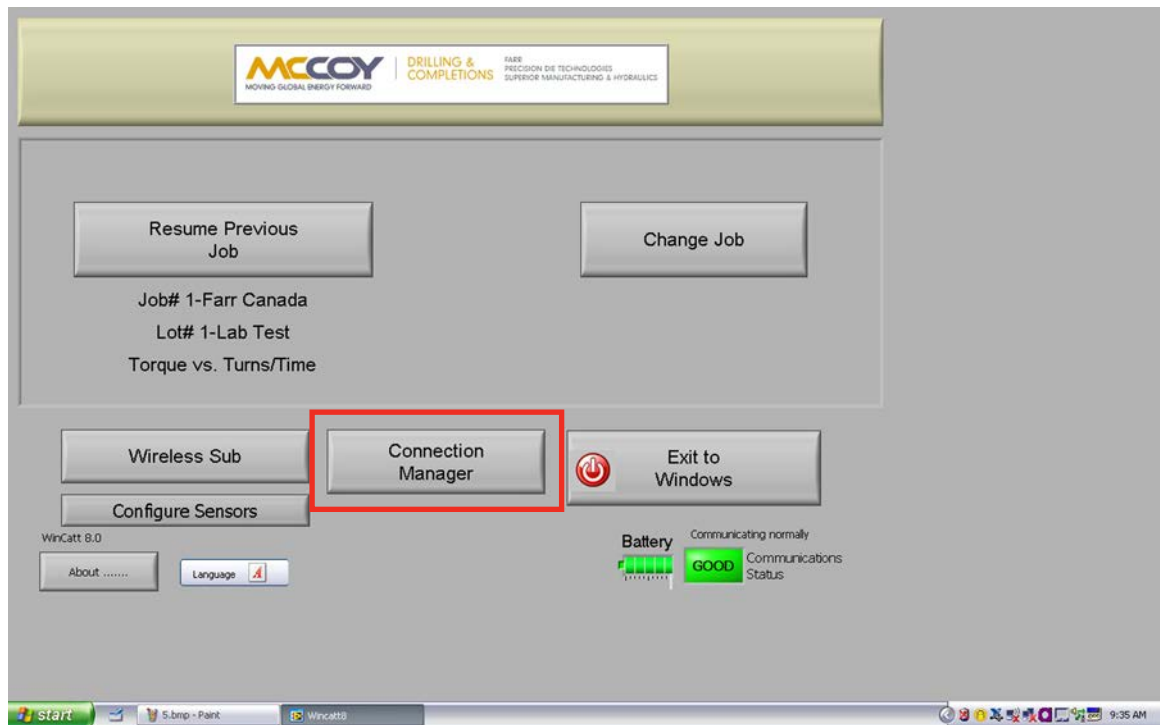 MCCOY
MOVING GLOBAL ENERGY FORWARD
DRILLING &
COMPLETIONS
FARR
PRECISION DIE TECHNOLOGIES
SUPERIOR MANUFACTURING & HYDRAULICS
Resume Previous
Job
Change Job
Job# 1-Farr Canada
Lot# 1-Lab Test
Torque vs. Turns/Time
Wireless Sub
Connection
Manager
Exit to
Windows
Configure Sensors
WinCatt 8.0
About .......
Language A
Battery
Communicating normally
GOOD
Communications
Status
start
5.bmp - Paint
Wincatt8
9:35 AM